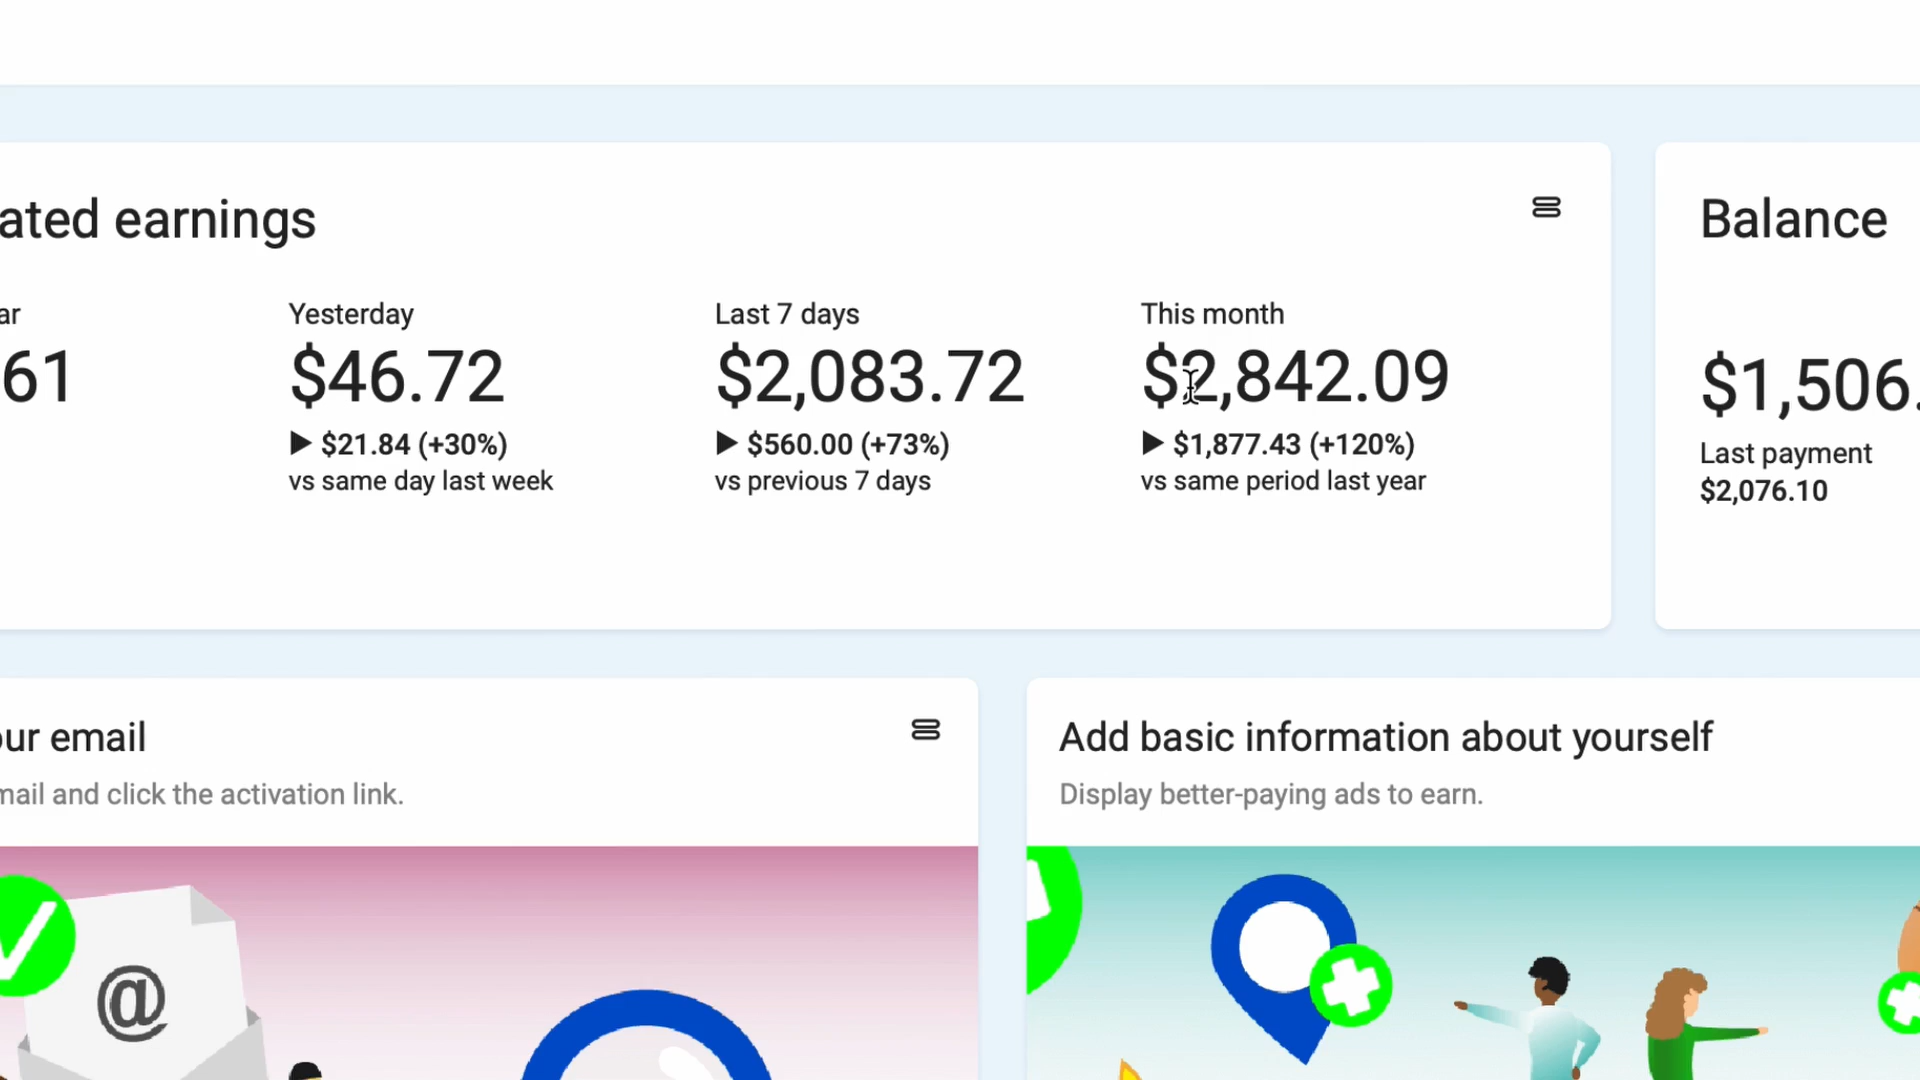 ated earnings
ar
61
Yesterday
$46.72
$21.84 (+30%)
vs same day last week
Last 7 days
$2,083.72
$560.00 (+73%)
vs previous 7 days
This month
$2,842.09
$1,877.43 (+120%)
vs same period last year
Balance
$1,506.
Last payment
$2,076.10
our email
mail and click the activation link.
@
Add basic information about yourself
Display better-paying ads to earn.